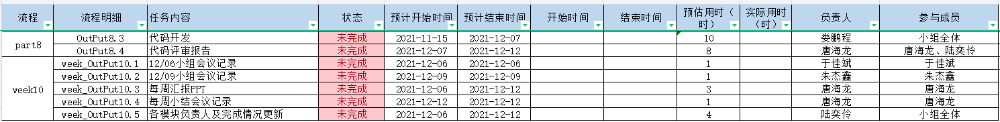 流程 流程明细 任务内容 状态 预计开始时间 预计结束时间 开始时间 结束时间 预估用时（时） 实际用时（时） 负责人 参与成员
part8 OutPut8.3 代码开发 未完成 2021-11-15 2021-12-07 10 娄鹏程 小组全体
OutPut8.4 代码评审报告 未完成 2021-12-07 2021-12-12 8 唐海龙 唐海龙、陆奕伶
week10 week_OutPut10.1 12/06小组会议记录 未完成 2021-12-06 2021-12-06 1 于佳斌 于佳斌
week_OutPut10.2 12/09小组会议记录 未完成 2021-12-09 2021-12-09 1 朱杰鑫 朱杰鑫
week_OutPut10.3 每周汇报PPT 未完成 2021-12-06 2021-12-12 3 唐海龙 唐海龙
week_OutPut10.4 每周小结会议记录 未完成 2021-12-12 2021-12-12 1 唐海龙 唐海龙
week_OutPut10.5 各模块负责人及完成情况更新 未完成 2021-12-06 2021-12-12 4 陆奕伶 小组全体